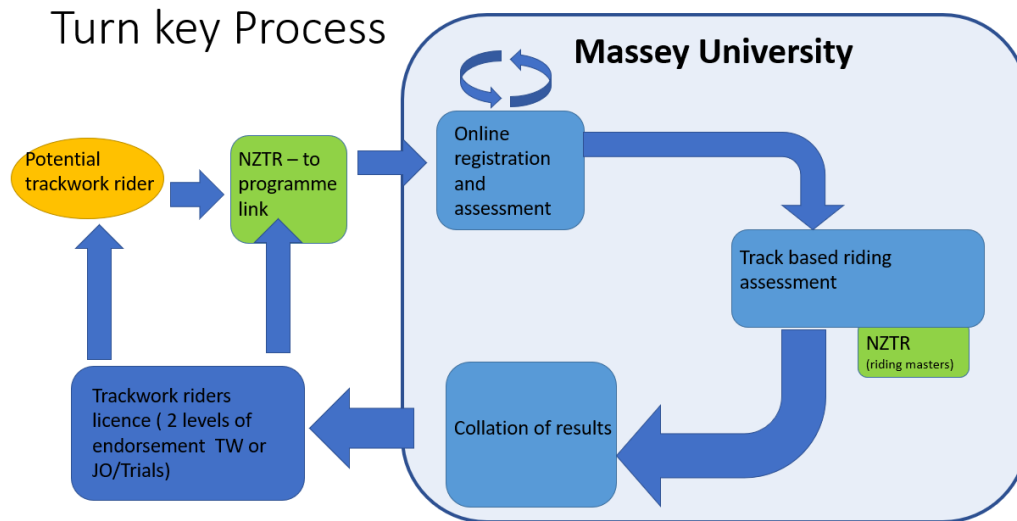 Turn key Process
Massey University
Potential
trackwork rider
NZTR – to
programme
link
Online
registration
and
assessment
Track based riding
assessment
NZTR
(riding masters)
Collation of results
Trackwork riders
licence ( 2 levels of
endorsement  TW or
JO/Trials)